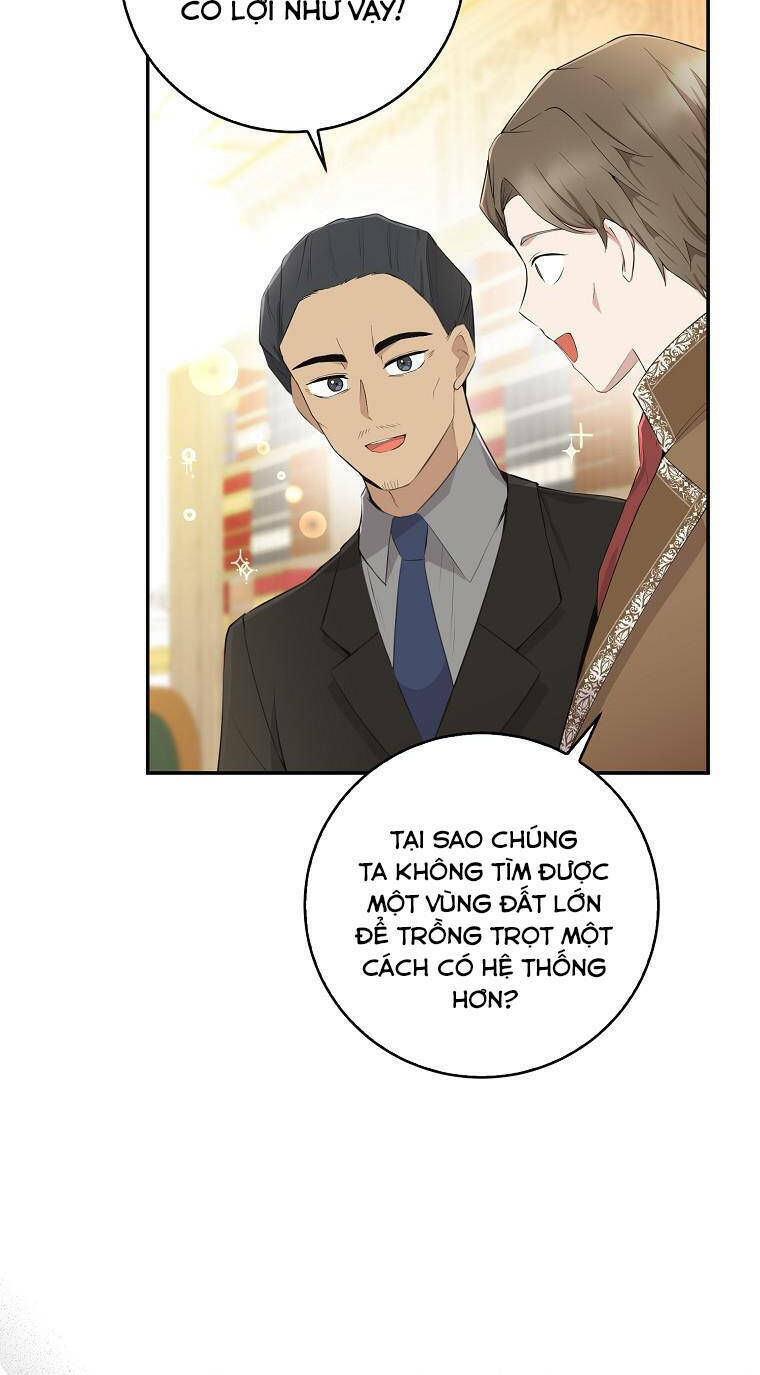 CÓ LỢI NHƯ VẬY!
TẠI SAO CHÚNG
TA KHÔNG TÌM ĐƯỢC
MỘT VÙNG ĐẤT LỚN
ĐỂ TRỒNG TRỌT MỘT
CÁCH CÓ HỆ THỐNG
HƠN?